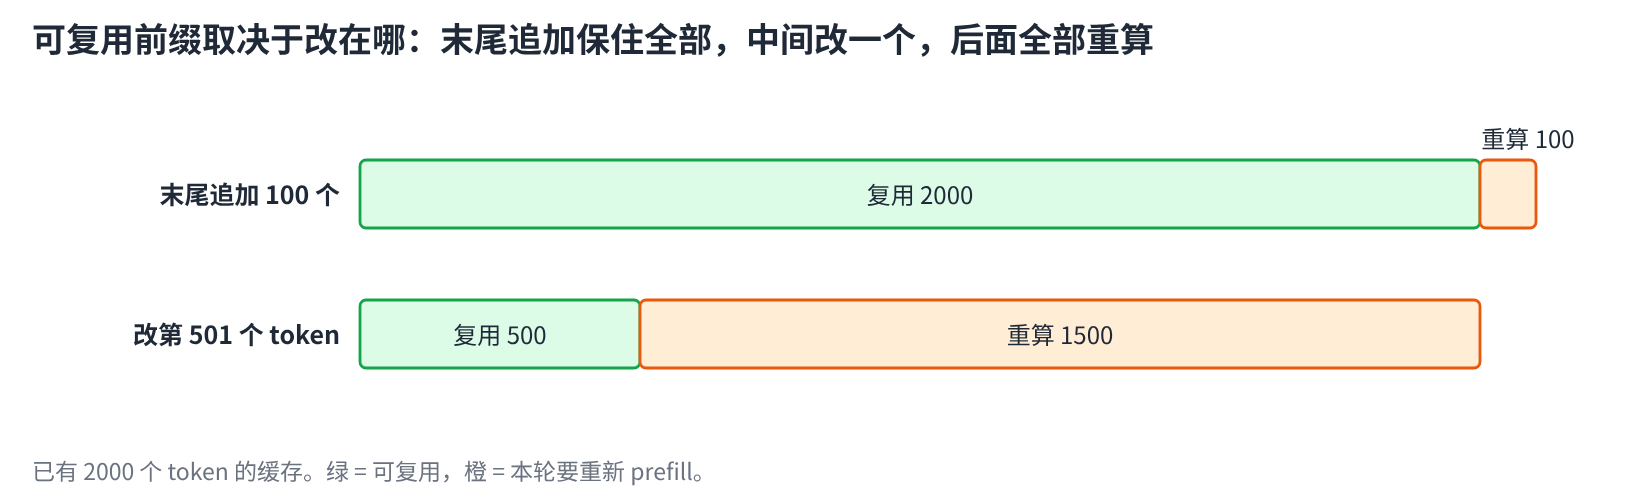 可复用前缀取决于改在哪：末尾追加保住全部，中间改一个，后面全部重算
重算 100
末尾追加 100 个
复用 2000
改第 501 个 token
复用 500
重算 1500
已有 2000 个 token 的缓存。绿 = 可复用，橙 = 本轮要重新 prefill。